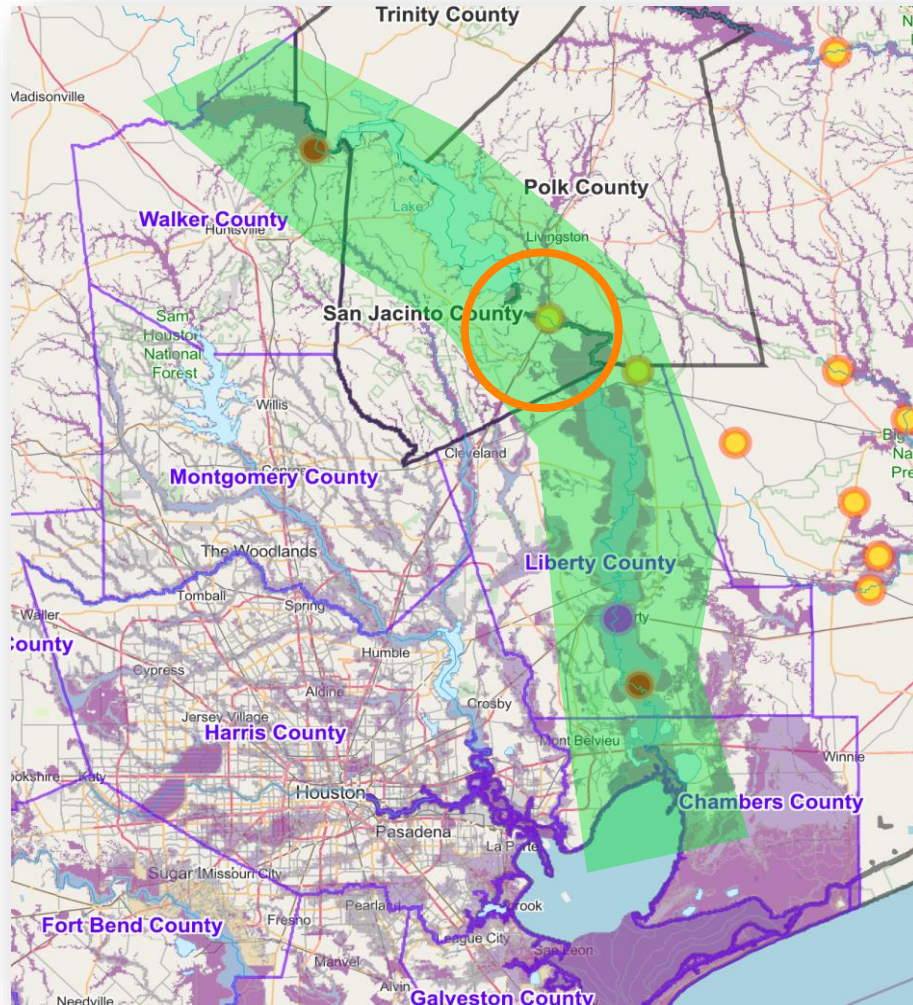 Trinity County
Madisonville
Polk County
Lake
Walker County
Huntsville
Livingston
San Jacinto County
Sam
Houston
National
Forest
Willis
Cleveland
Montgomery County
The Woodlands
Liberty County
Tomball
Spring
Waller
County
Humble
Cypress
Aldine
Crosby
Jersey Village
Harris County
Mont Belvieu
Winnie
Katy
Houston
Chambers County
Pasadena
La Porte
Missouri City
Pearland
Fort Bend County
Fresno
League City
Manvel
San Leon
Alvin
Needville
Galveston County